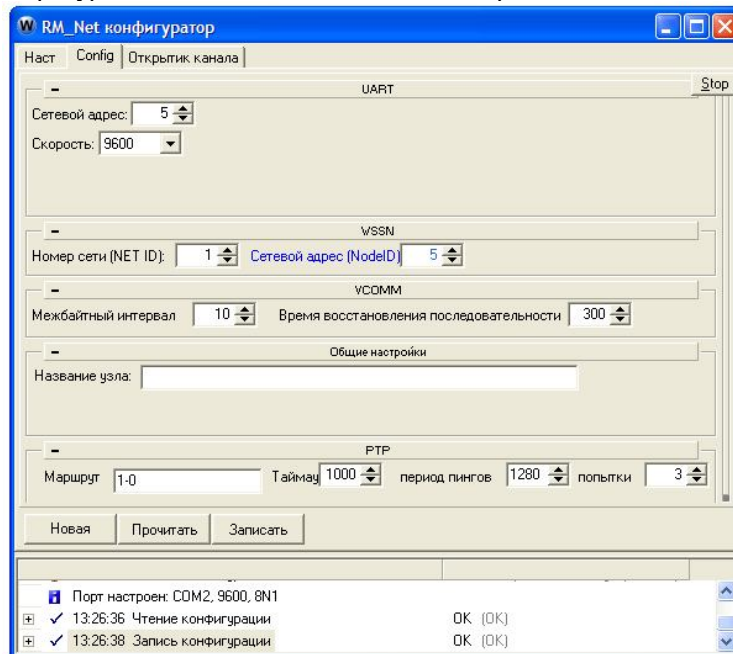 RM_Net конфигуратор
Наст Config Открытик канала
UART Stop
Сетевой адрес: 5
Скорость: 9600
WSSN
Номер сети (NET ID): 1 Сетевой адрес (NodeID) 5
VCOMM
Межбайтный интервал 10 Время восстановления последовательности 300
Общие настройки
Название узла:
PTP
Маршрут 1-0 Таймау 1000 период пингов 1280 попытки 3
Новая Прочитать Записать
Порт настроен: COM2, 9600, 8N1
13:26:36 Чтение конфигурации OK (OK)
13:26:38 Запись конфигурации OK (OK)